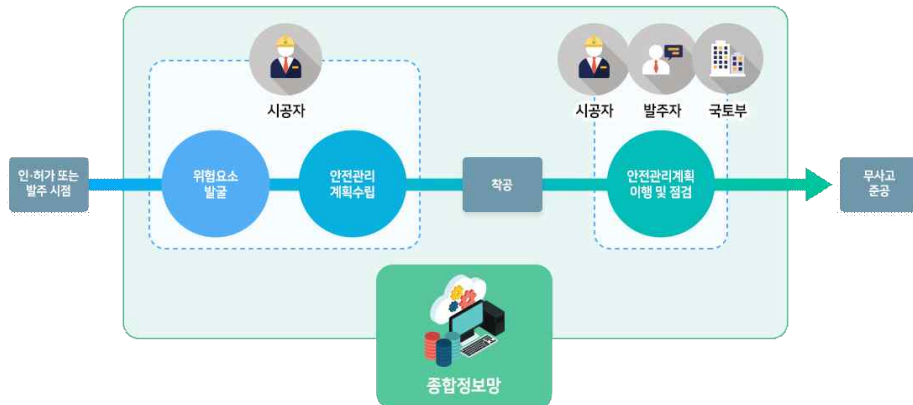 시공자
시공자
발주자
국토부
인·허가 또는
발주 시점
위험요소
발굴
안전관리
계획수립
착공
안전관리계획
이행 및 점검
무사고
준공
종합정보망